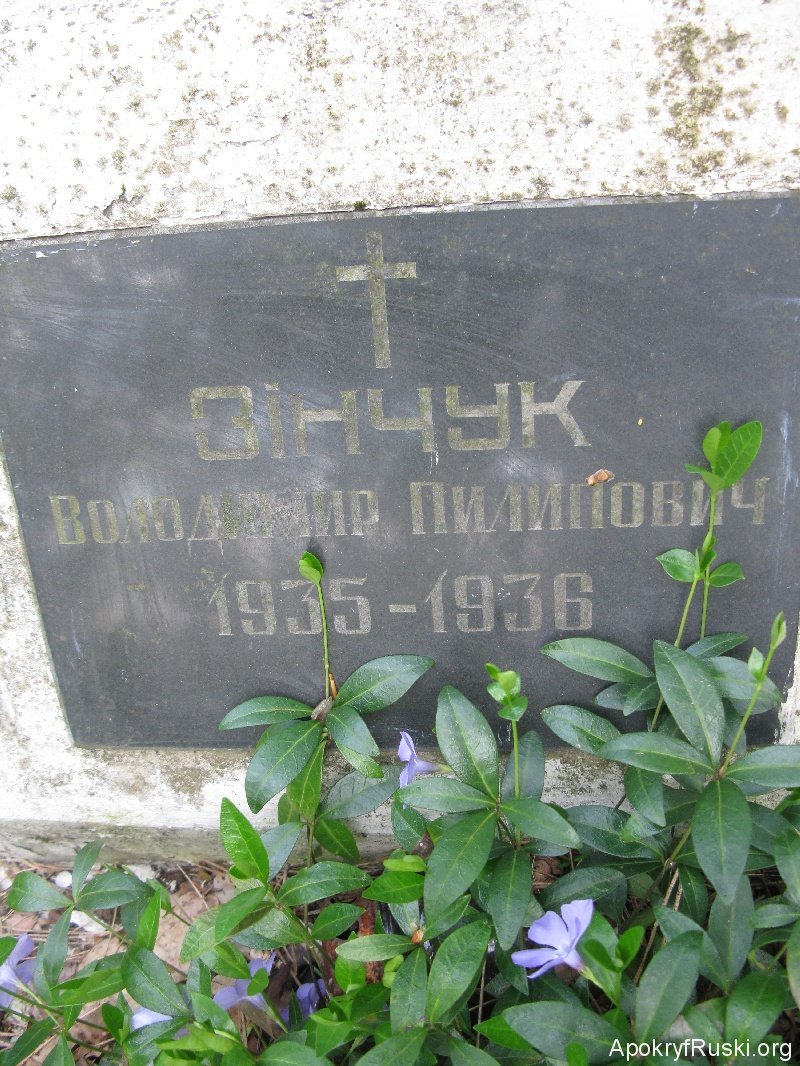 ЗІНЧУК
Володимир Пилипович
1935-1936
ApokryfRuski.org